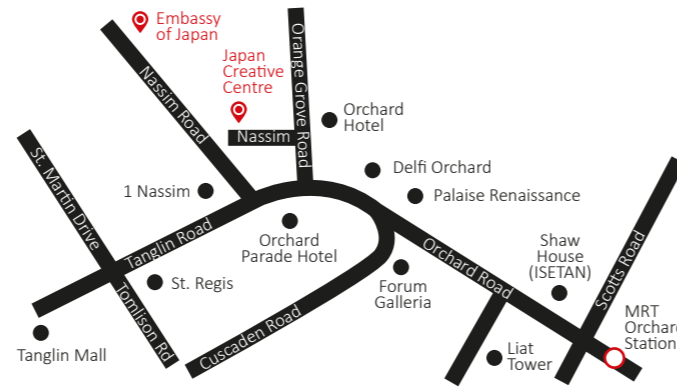 Embassy
of Japan
Japan
Creative
Centre
Nassim Road
Orange Grove Road
Nassim
Orchard
Hotel
St. Martin Drive
1 Nassim
Delfi Orchard
Palaise Renaissance
Tanglin Road
Orchard
Parade Hotel
Orchard Road
Shaw
House
(ISETAN)
Scotts Road
St. Regis
Tomlison Rd
Forum
Galleria
Cuscaden Road
MRT
Orchard
Station
Tanglin Mall
Liat
Tower